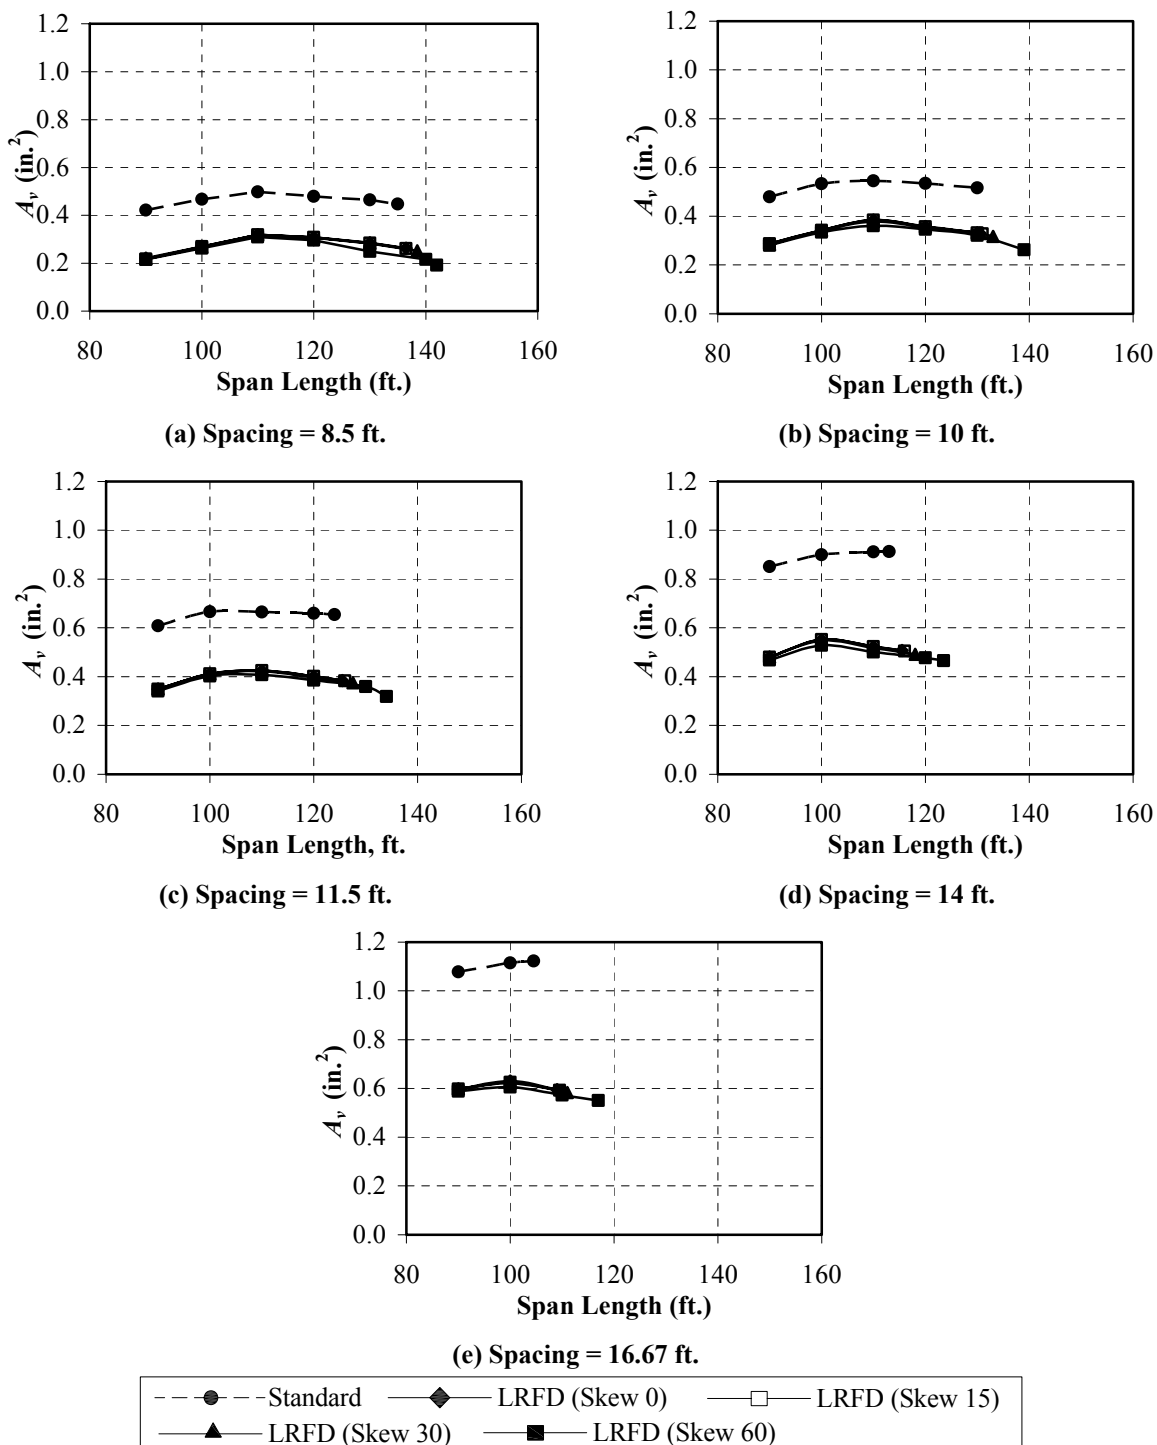 1.2
1.0
0.8
0.6
0.4
0.2
0.0
A_v (in.²)
80 100 120 140 160
Span Length (ft.)
(a) Spacing = 8.5 ft.
1.2
1.0
0.8
0.6
0.4
0.2
0.0
A_v (in.²)
80 100 120 140 160
Span Length (ft.)
(b) Spacing = 10 ft.
1.2
1.0
0.8
0.6
0.4
0.2
0.0
A_v (in.²)
80 100 120 140 160
Span Length, ft.
(c) Spacing = 11.5 ft.
1.2
1.0
0.8
0.6
0.4
0.2
0.0
A_v (in.²)
80 100 120 140 160
Span Length (ft.)
(d) Spacing = 14 ft.
1.2
1.0
0.8
0.6
0.4
0.2
0.0
A_v (in.²)
80 100 120 140 160
Span Length (ft.)
(e) Spacing = 16.67 ft.
Standard LRFD (Skew 0) LRFD (Skew 15)
LRFD (Skew 30) LRFD (Skew 60)